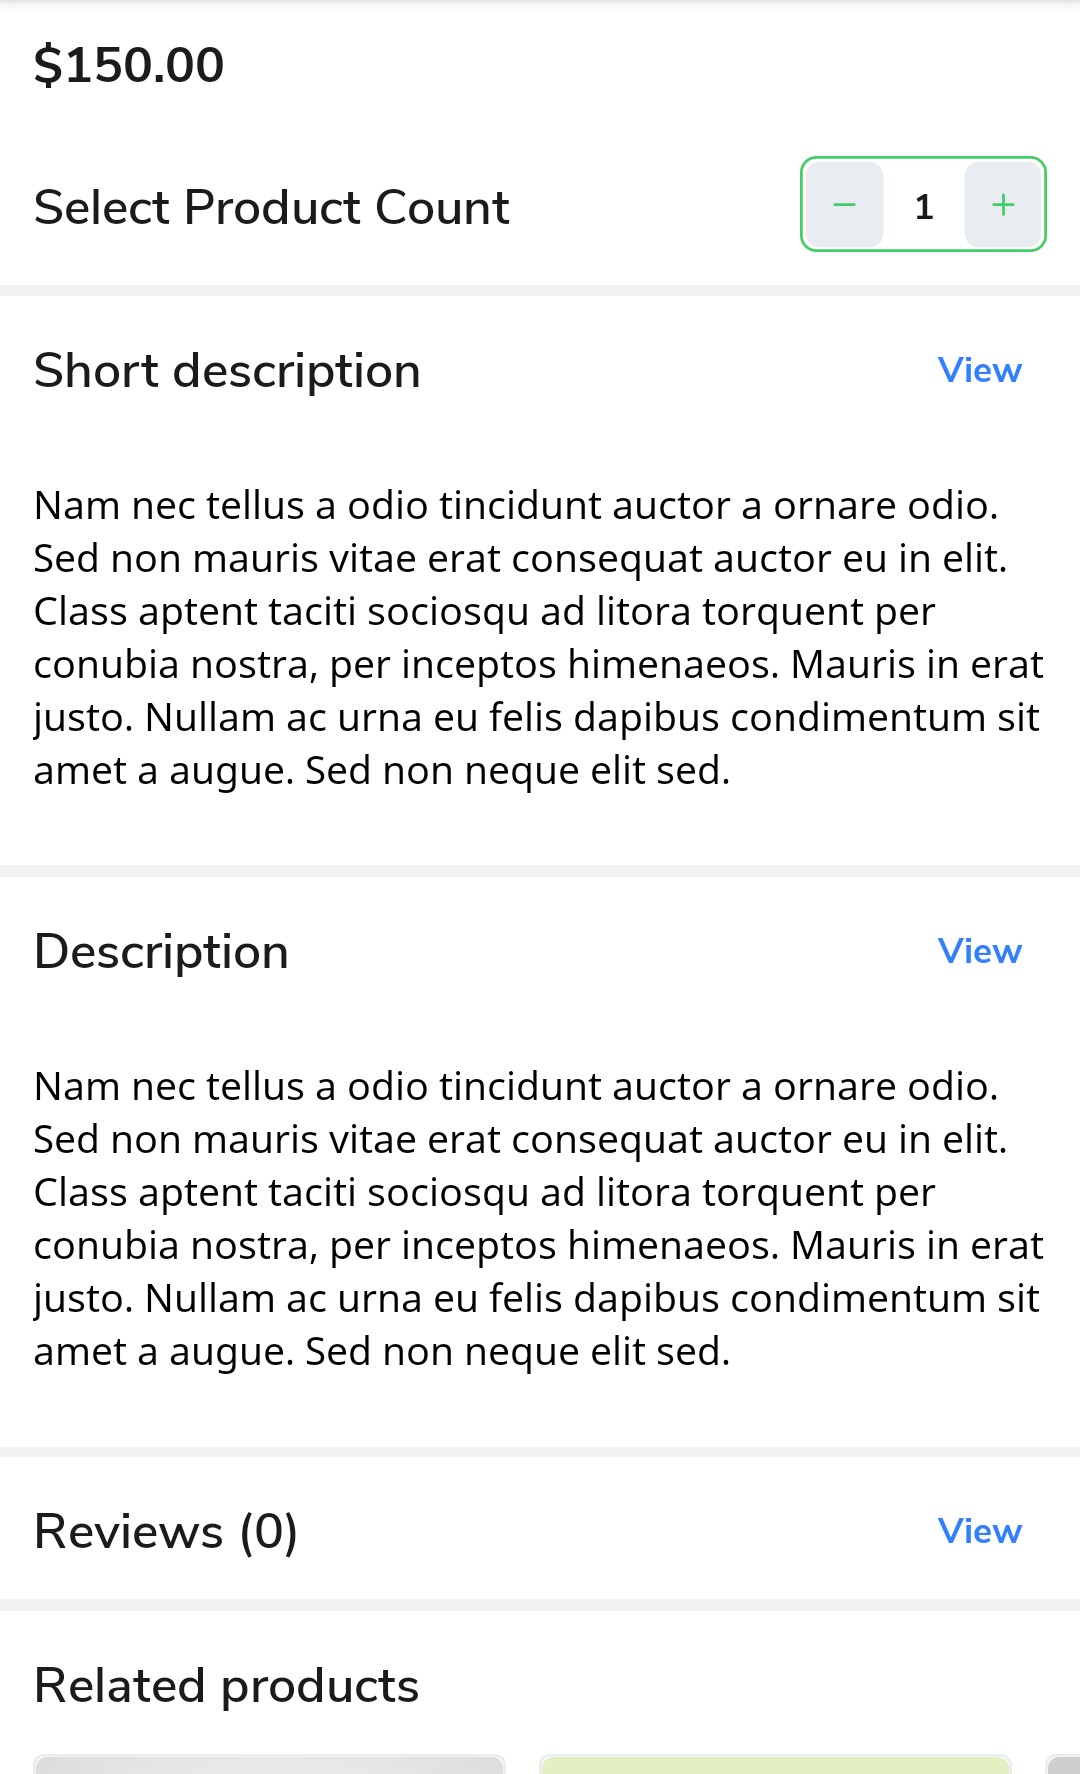 $150.00
Select Product Count
− 1 +
Short description View
Nam nec tellus a odio tincidunt auctor a ornare odio.
Sed non mauris vitae erat consequat auctor eu in elit.
Class aptent taciti sociosqu ad litora torquent per
conubia nostra, per inceptos himenaeos. Mauris in erat
justo. Nullam ac urna eu felis dapibus condimentum sit
amet a augue. Sed non neque elit sed.
Description View
Nam nec tellus a odio tincidunt auctor a ornare odio.
Sed non mauris vitae erat consequat auctor eu in elit.
Class aptent taciti sociosqu ad litora torquent per
conubia nostra, per inceptos himenaeos. Mauris in erat
justo. Nullam ac urna eu felis dapibus condimentum sit
amet a augue. Sed non neque elit sed.
Reviews (0) View
Related products